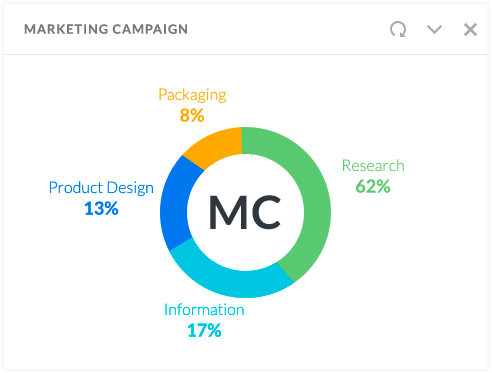 MARKETING CAMPAIGN
Packaging
8%
Research
62%
Product Design
13%
MC
Information
17%